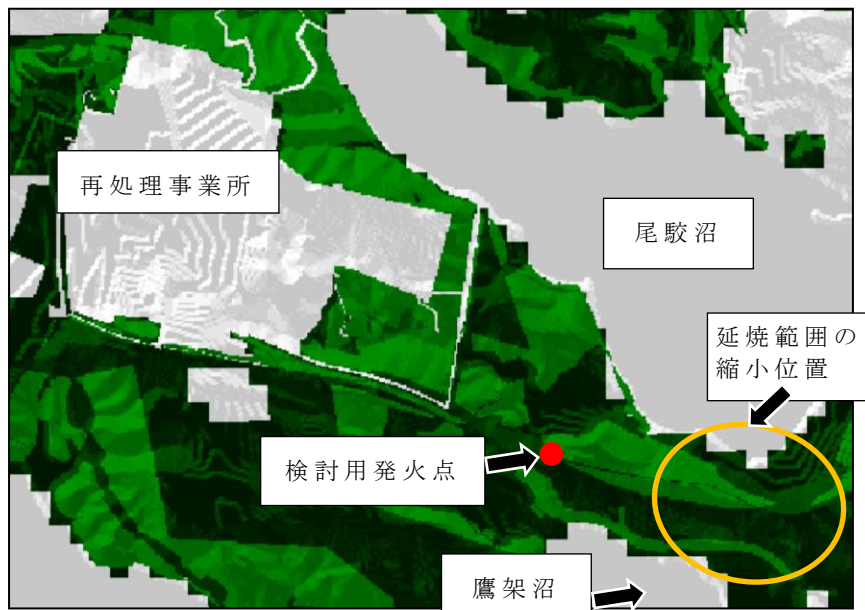 再処理事業所
尾駮沼
延焼範囲の
縮小位置
検討用発火点
鷹架沼